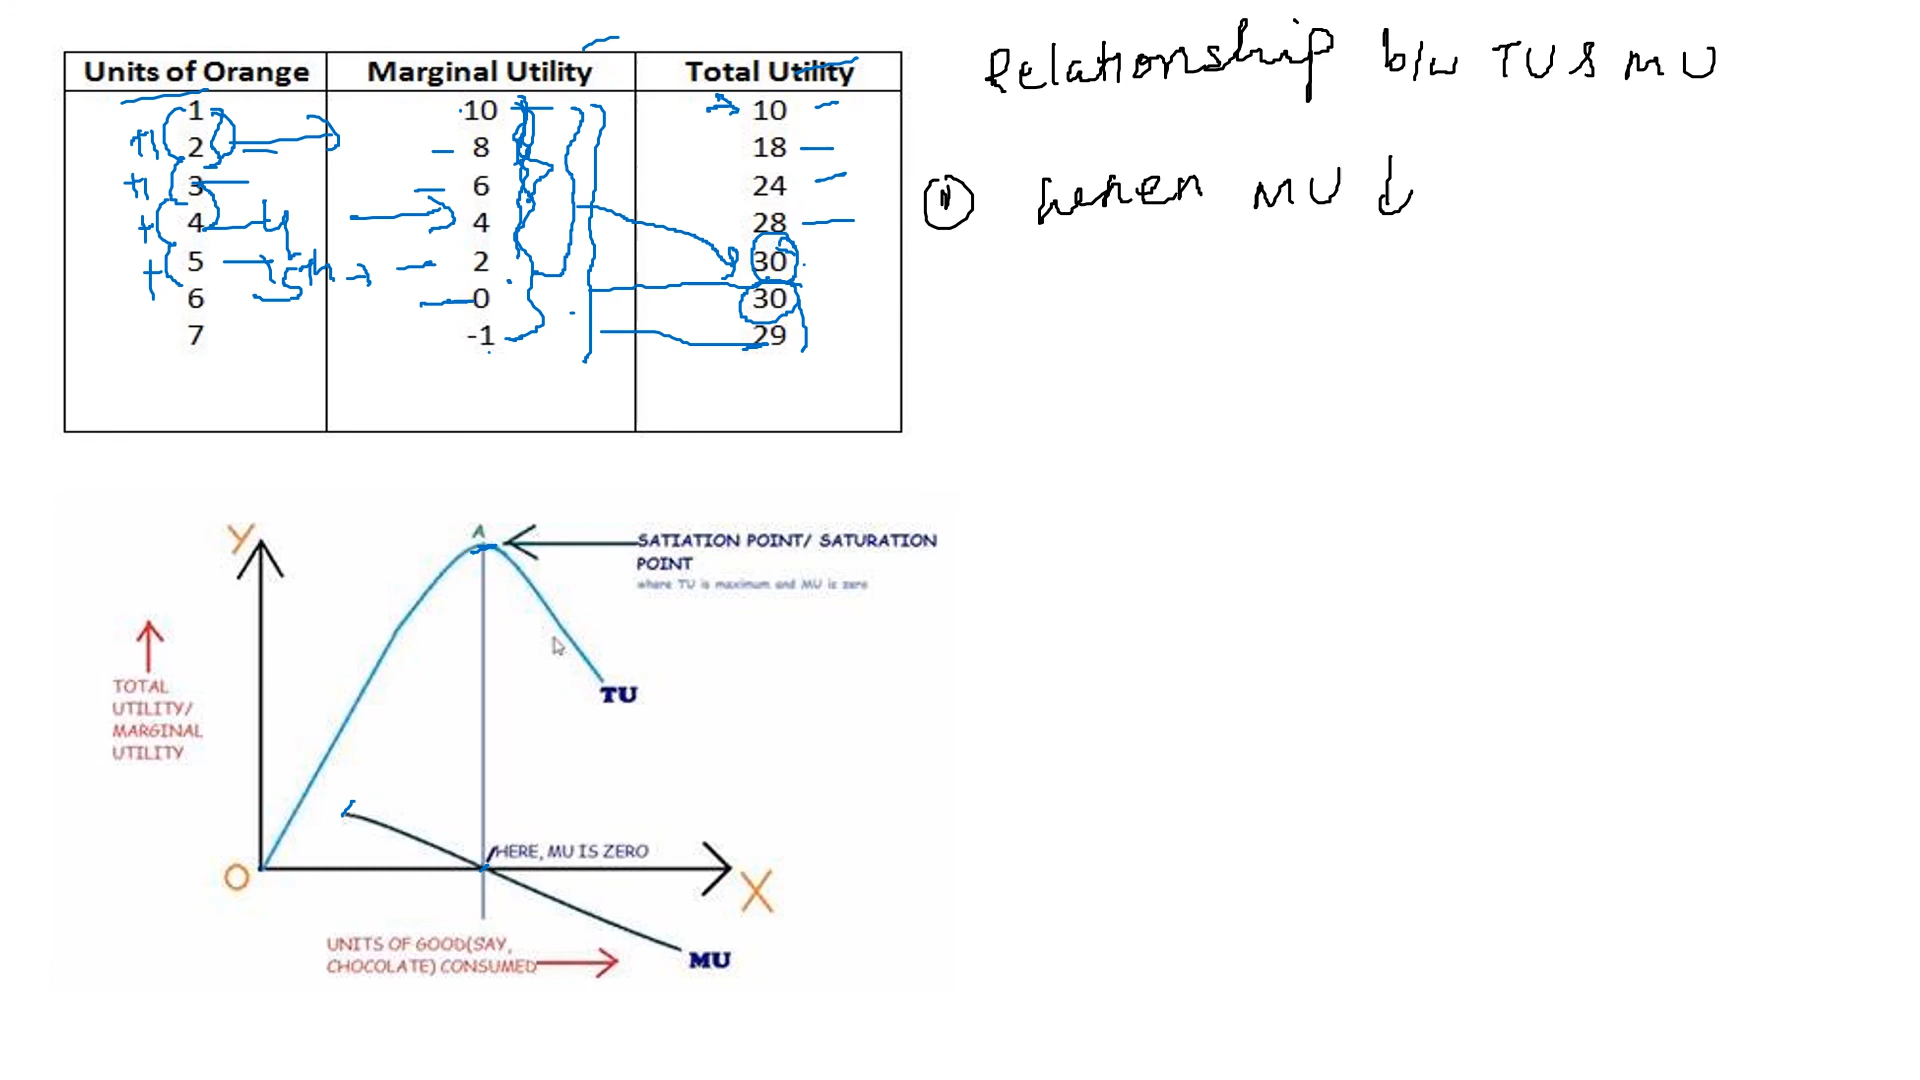 Relationship b/w TU & MU
Units of Orange Marginal Utility Total Utility
1 10 10
2 8 18
3 6 24
4 4 28
5 2 30
6 0 30
7 -1 29
when MU ↓
Y
A
SATIATION POINT/ SATURATION
POINT
where TU is maximum and MU is zero
TOTAL
UTILITY/
MARGINAL
UTILITY
TU
HERE, MU IS ZERO
O
X
UNITS OF GOOD(SAY,
CHOCOLATE) CONSUMED
MU